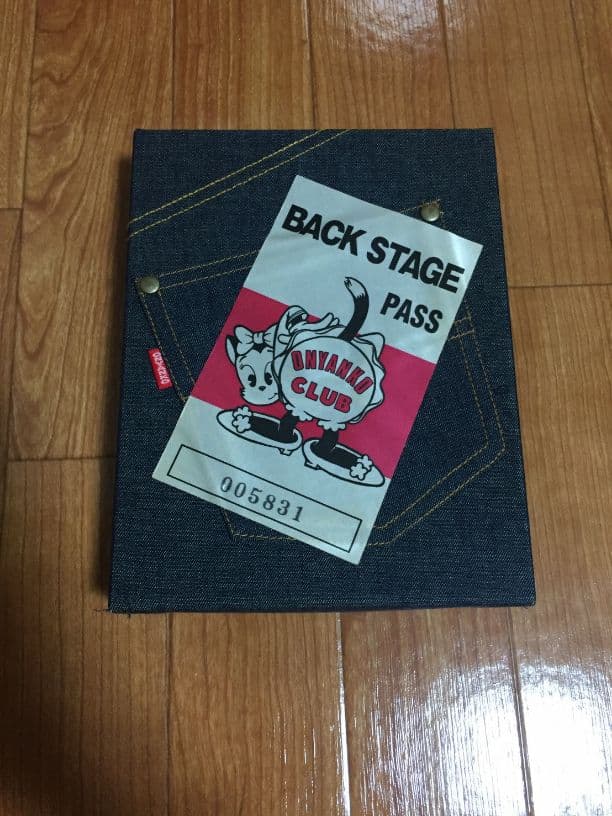 BACK STAGE
PASS
ONYANKO
CLUB
005831